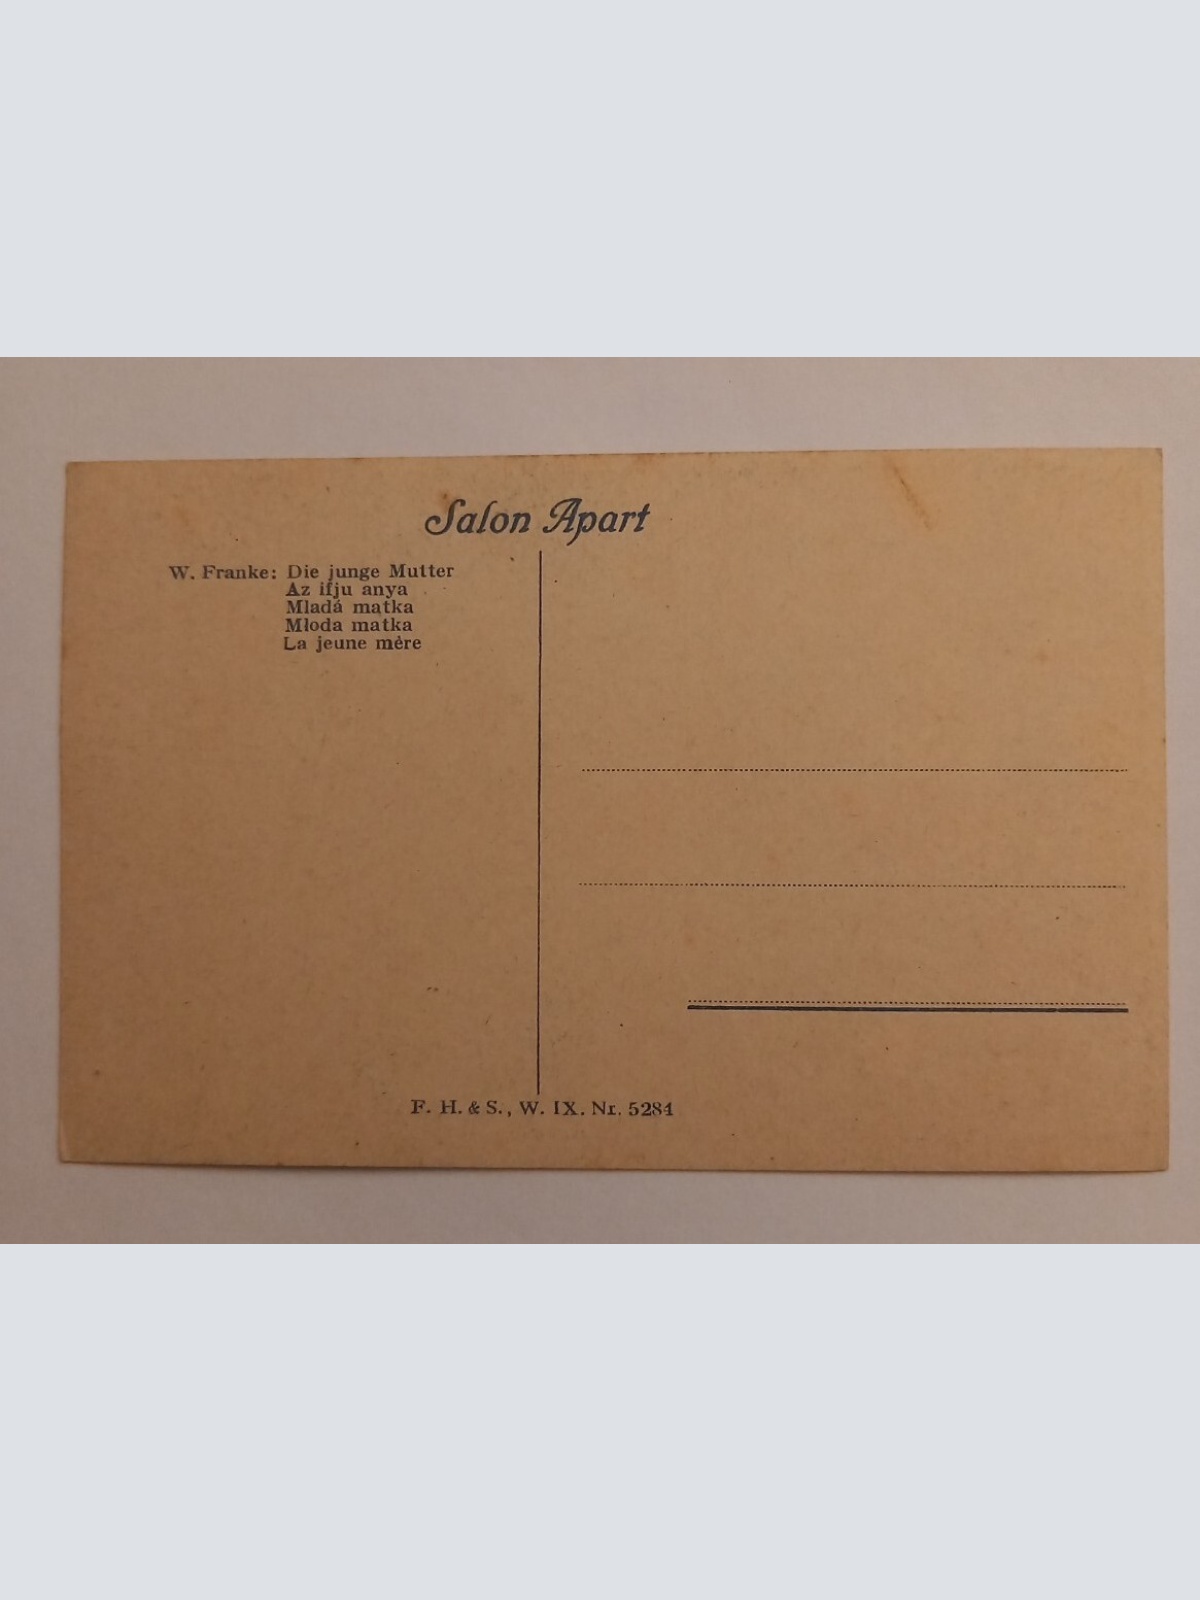 Salon Apart
W. Franke: Die junge Mutter
Az ifju anya
Mladá matka
Młoda matka
La jeune mère
F. H. & S., W. IX. Nr. 5284